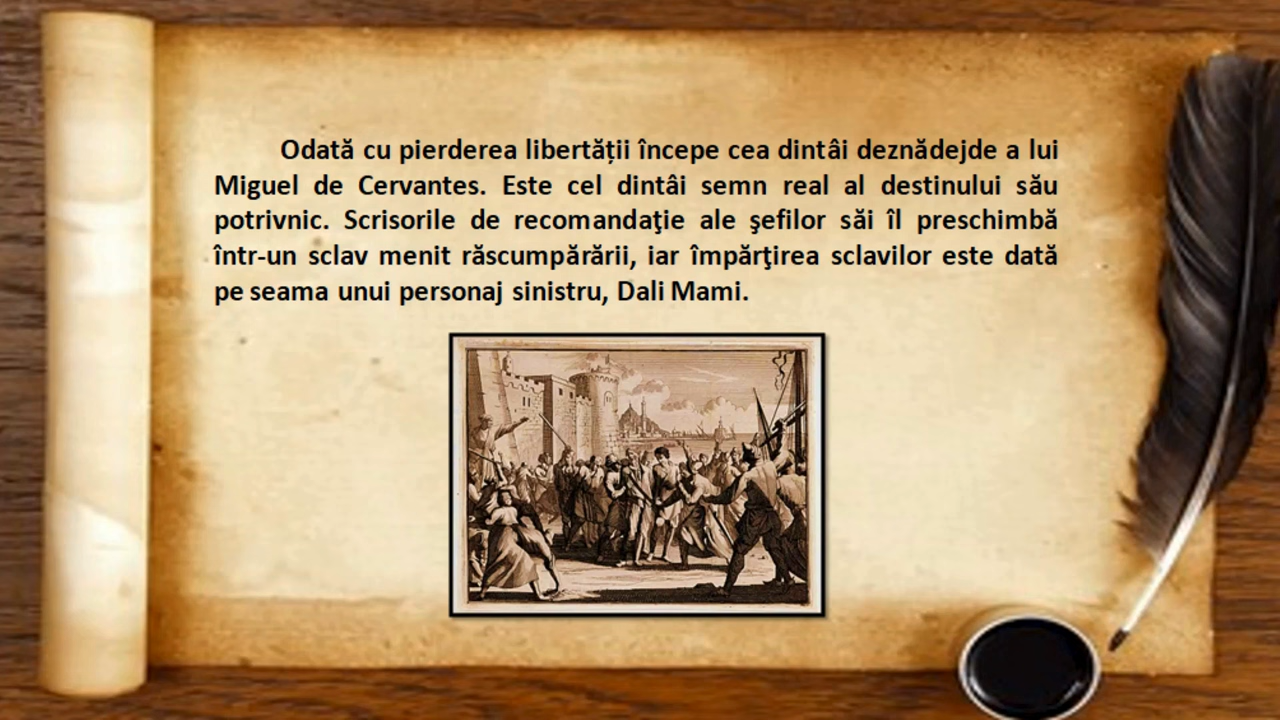 Odată cu pierderea libertății începe cea dintâi deznădejde a lui
Miguel de Cervantes. Este cel dintâi semn real al destinului său
potrivnic. Scrisorile de recomandaţie ale şefilor săi îl preschimbă
într-un sclav menit răscumpărării, iar împărţirea sclavilor este dată
pe seama unui personaj sinistru, Dali Mami.